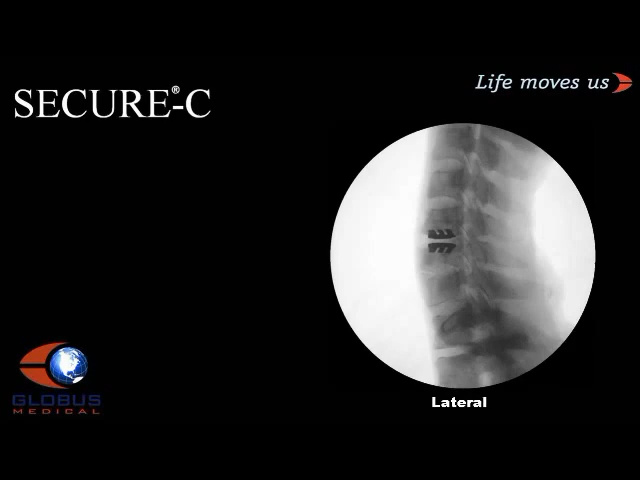 Life moves us
SECURE®-C
GLOBUS
MEDICAL
Lateral